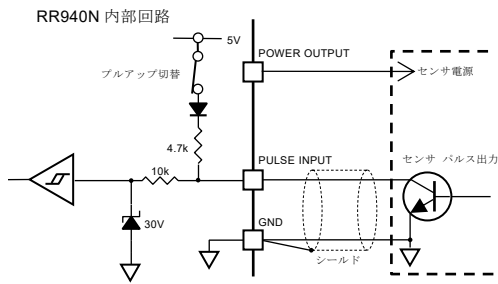 RR940N 内部回路
5V
POWER OUTPUT
プルアップ切替
センサ電源
4.7k
10k
PULSE INPUT
センサ パルス出力
30V
GND
シールド